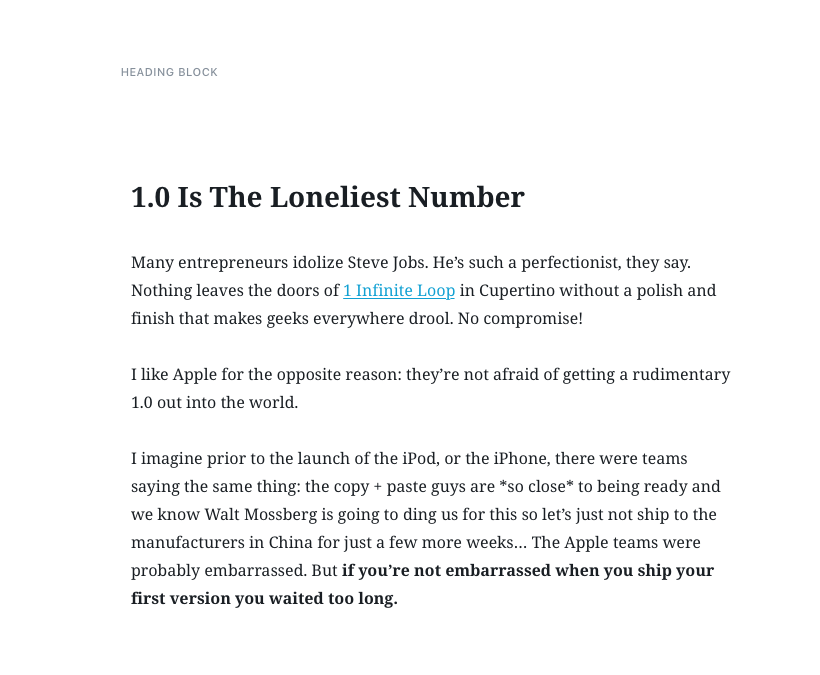 HEADING BLOCK
1.0 Is The Loneliest Number
Many entrepreneurs idolize Steve Jobs. He’s such a perfectionist, they say.
Nothing leaves the doors of 1 Infinite Loop in Cupertino without a polish and
finish that makes geeks everywhere drool. No compromise!
I like Apple for the opposite reason: they’re not afraid of getting a rudimentary
1.0 out into the world.
I imagine prior to the launch of the iPod, or the iPhone, there were teams
saying the same thing: the copy + paste guys are *so close* to being ready and
we know Walt Mossberg is going to ding us for this so let’s just not ship to the
manufacturers in China for just a few more weeks… The Apple teams were
probably embarrassed. But if you’re not embarrassed when you ship your
first version you waited too long.